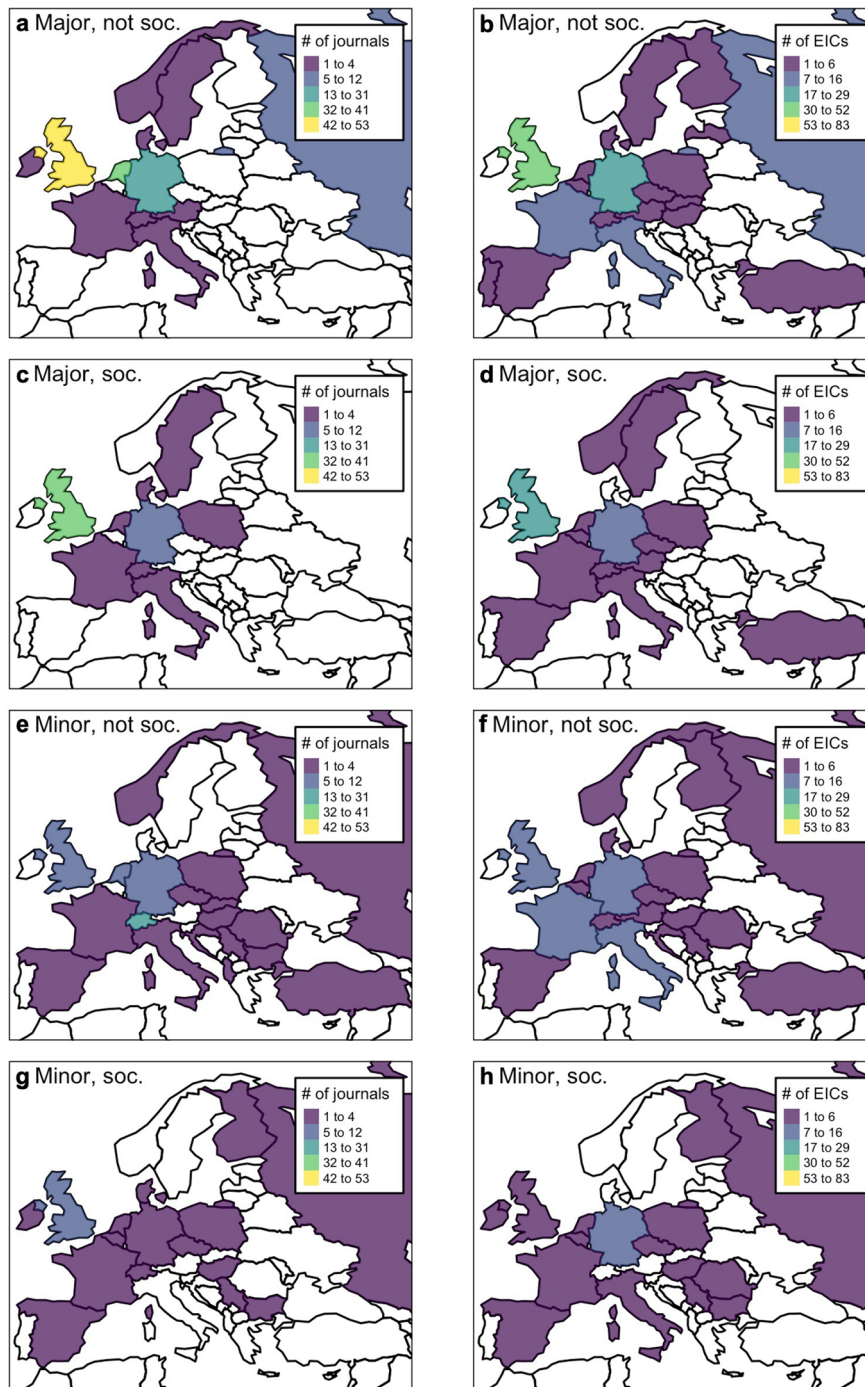 a Major, not soc.
# of journals
1 to 4
5 to 12
13 to 31
32 to 41
42 to 53
b Major, not soc.
# of EICs
1 to 6
7 to 16
17 to 29
30 to 52
53 to 83
c Major, soc.
# of journals
1 to 4
5 to 12
13 to 31
32 to 41
42 to 53
d Major, soc.
# of EICs
1 to 6
7 to 16
17 to 29
30 to 52
53 to 83
e Minor, not soc.
# of journals
1 to 4
5 to 12
13 to 31
32 to 41
42 to 53
f Minor, not soc.
# of EICs
1 to 6
7 to 16
17 to 29
30 to 52
53 to 83
g Minor, soc.
# of journals
1 to 4
5 to 12
13 to 31
32 to 41
42 to 53
h Minor, soc.
# of EICs
1 to 6
7 to 16
17 to 29
30 to 52
53 to 83